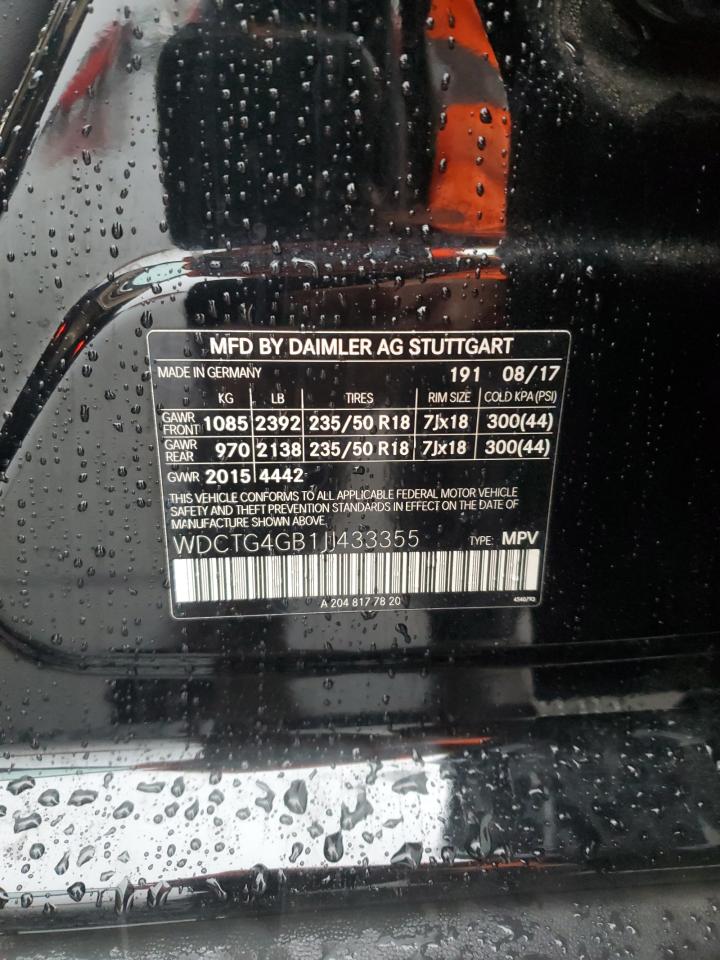 MFD BY DAIMLER AG STUTTGART
MADE IN GERMANY 191 08/17
KG LB TIRES RIM SIZE COLD KPA (PSI)
GAWR FRONT 1085 2392 235/50 R18 7Jx18 300(44)
GAWR REAR 970 2138 235/50 R18 7Jx18 300(44)
GVWR 2015 4442
THIS VEHICLE CONFORMS TO ALL APPLICABLE FEDERAL MOTOR VEHICLE
SAFETY AND THEFT PREVENTION STANDARDS IN EFFECT ON THE DATE OF
MANUFACTURE SHOWN ABOVE.
WDCTG4GB1JJ433355 TYPE: MPV
A 204 817 78 20